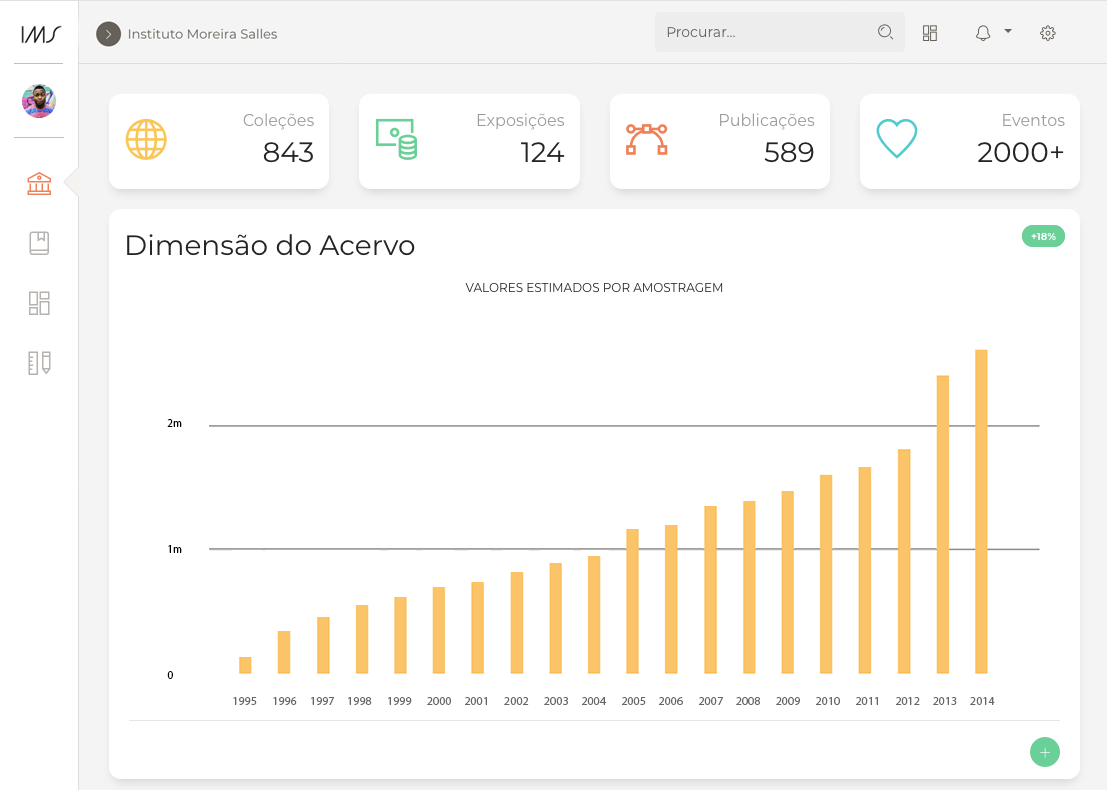 IMS
Instituto Moreira Salles
Procurar...
Coleções
843
Exposições
124
Publicações
589
Eventos
2000+
Dimensão do Acervo
+18%
VALORES ESTIMADOS POR AMOSTRAGEM
2m
1m
0
1995 1996 1997 1998 1999 2000 2001 2002 2003 2004 2005 2006 2007 2008 2009 2010 2011 2012 2013 2014